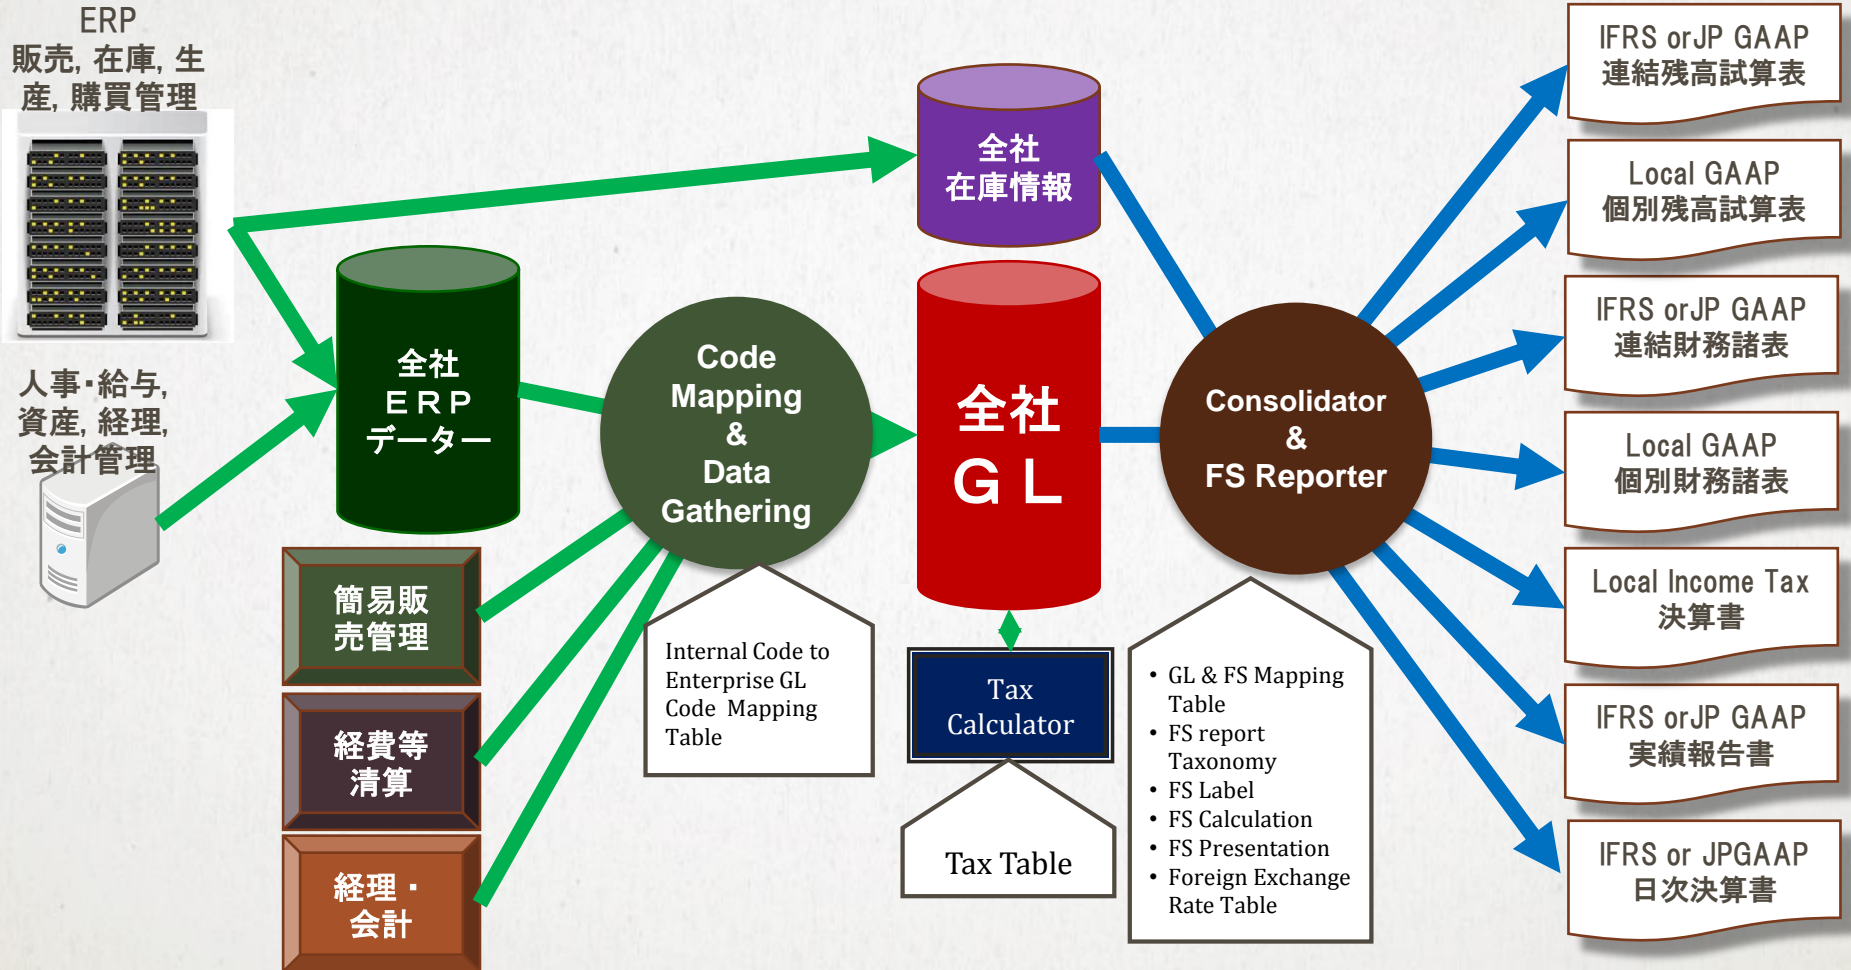 ERP
販売, 在庫, 生
産, 購買管理
人事・給与,
資産, 経理,
会計管理
全社
ＥＲＰ
データー
簡易販
売管理
経費等
清算
経理・
会計
Code
Mapping
&
Data
Gathering
Internal Code to
Enterprise GL
Code Mapping
Table
全社
在庫情報
全社
ＧＬ
Tax
Calculator
Tax Table
Consolidator
&
FS Reporter
• GL & FS Mapping
Table
• FS report
Taxonomy
• FS Label
• FS Calculation
• FS Presentation
• Foreign Exchange
Rate Table
IFRS orJP GAAP
連結残高試算表
Local GAAP
個別残高試算表
IFRS orJP GAAP
連結財務諸表
Local GAAP
個別財務諸表
Local Income Tax
決算書
IFRS orJP GAAP
実績報告書
IFRS or JPGAAP
日次決算書